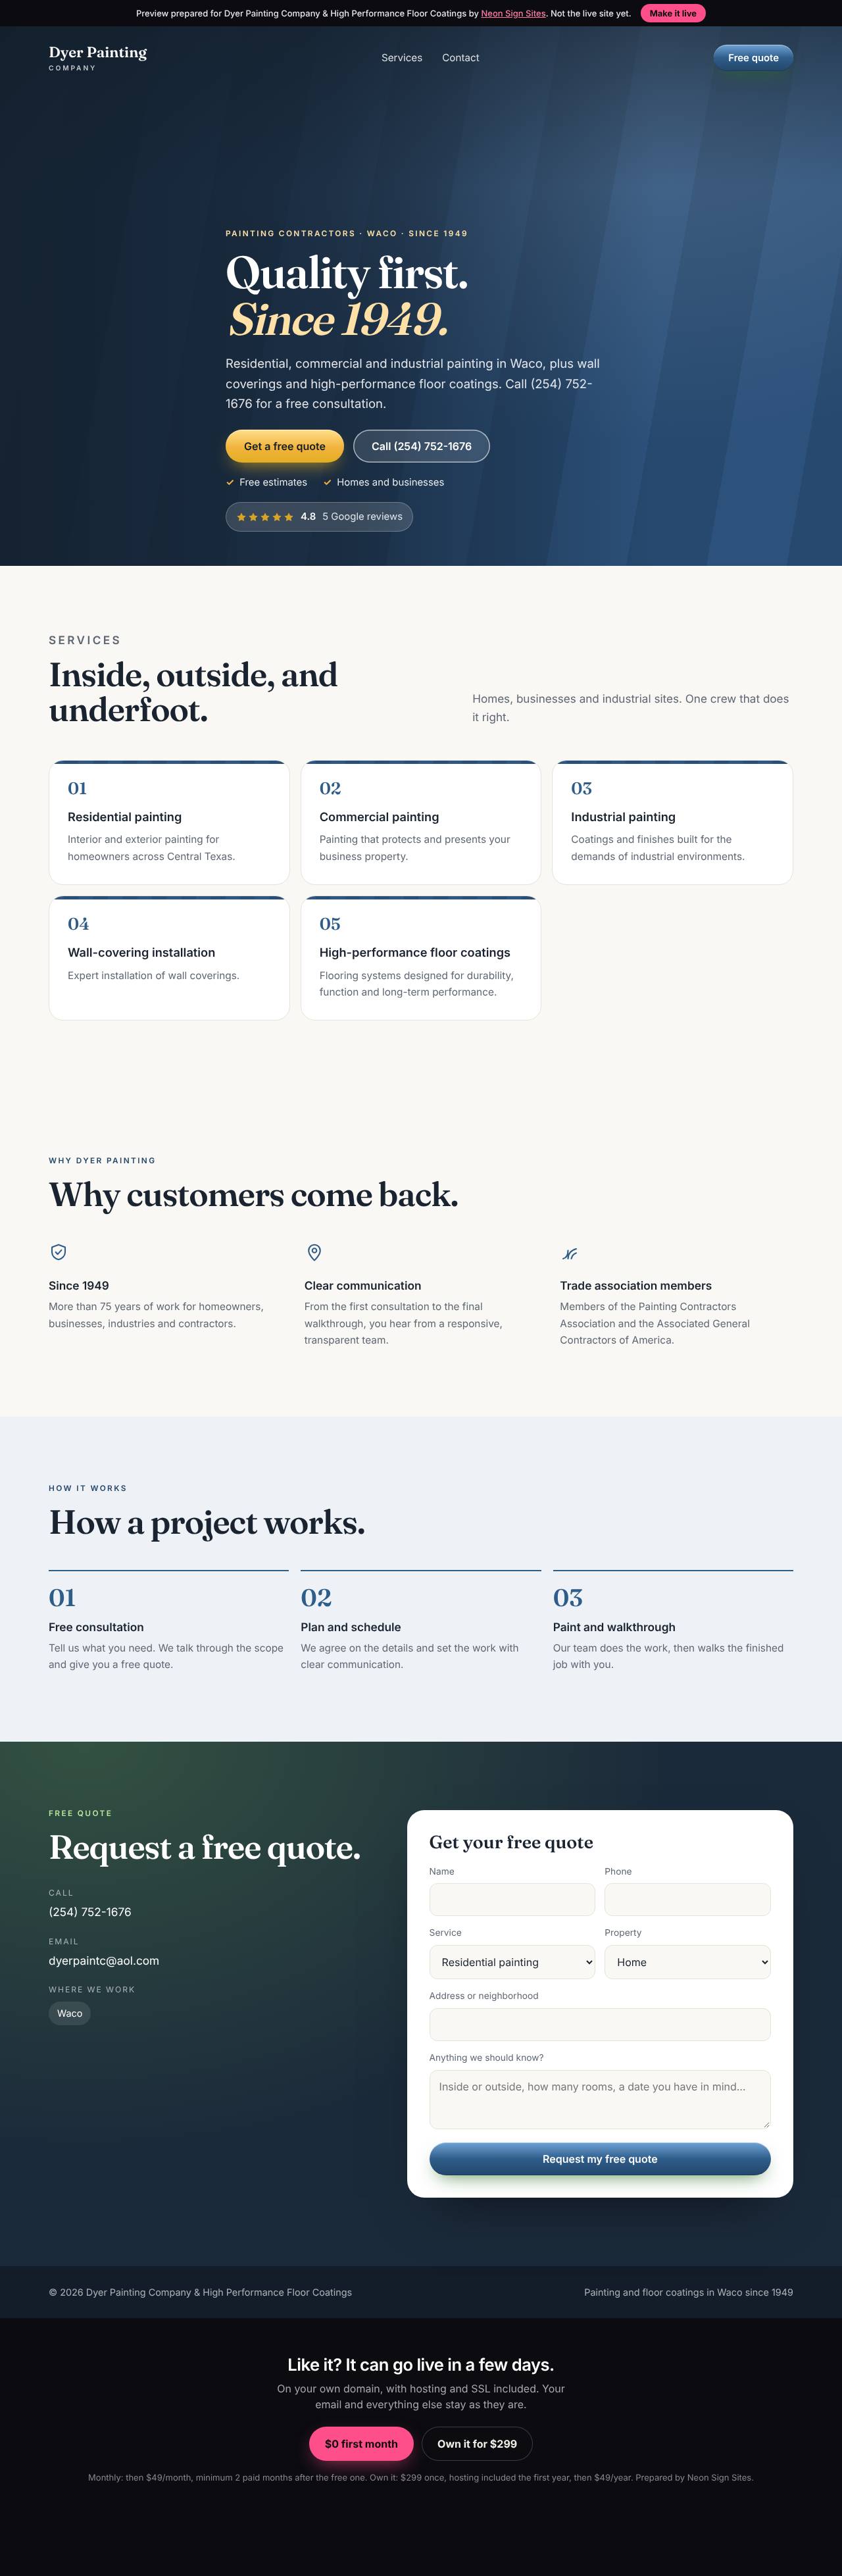 Preview prepared for Dyer Painting Company & High Performance Floor Coatings by Neon Sign Sites. Not the live site yet. Make it live
Dyer Painting
COMPANY
Services Contact
Free quote
PAINTING CONTRACTORS · WACO · SINCE 1949
Quality first.
Since 1949.
Residential, commercial and industrial painting in Waco, plus wall
coverings and high-performance floor coatings. Call (254) 752-
1676 for a free consultation.
Get a free quote Call (254) 752-1676
✓ Free estimates ✓ Homes and businesses
★★★★★ 4.8 5 Google reviews
SERVICES
Inside, outside, and
underfoot.
Homes, businesses and industrial sites. One crew that does
it right.
01
Residential painting
Interior and exterior painting for
homeowners across Central Texas.
02
Commercial painting
Painting that protects and presents your
business property.
03
Industrial painting
Coatings and finishes built for the
demands of industrial environments.
04
Wall-covering installation
Expert installation of wall coverings.
05
High-performance floor coatings
Flooring systems designed for durability,
function and long-term performance.
WHY DYER PAINTING
Why customers come back.
Since 1949
More than 75 years of work for homeowners,
businesses, industries and contractors.
Clear communication
From the first consultation to the final
walkthrough, you hear from a responsive,
transparent team.
Trade association members
Members of the Painting Contractors
Association and the Associated General
Contractors of America.
HOW IT WORKS
How a project works.
01
Free consultation
Tell us what you need. We talk through the scope
and give you a free quote.
02
Plan and schedule
We agree on the details and set the work with
clear communication.
03
Paint and walkthrough
Our team does the work, then walks the finished
job with you.
FREE QUOTE
Request a free quote.
CALL
(254) 752-1676
EMAIL
dyerpaintc@aol.com
WHERE WE WORK
Waco
Get your free quote
Name Phone
Service Property
Residential painting Home
Address or neighborhood
Anything we should know?
Inside or outside, how many rooms, a date you have in mind...
Request my free quote
© 2026 Dyer Painting Company & High Performance Floor Coatings
Painting and floor coatings in Waco since 1949
Like it? It can go live in a few days.
On your own domain, with hosting and SSL included. Your
email and everything else stay as they are.
$0 first month Own it for $299
Monthly: then $49/month, minimum 2 paid months after the free one. Own it: $299 once, hosting included the first year, then $49/year. Prepared by Neon Sign Sites.